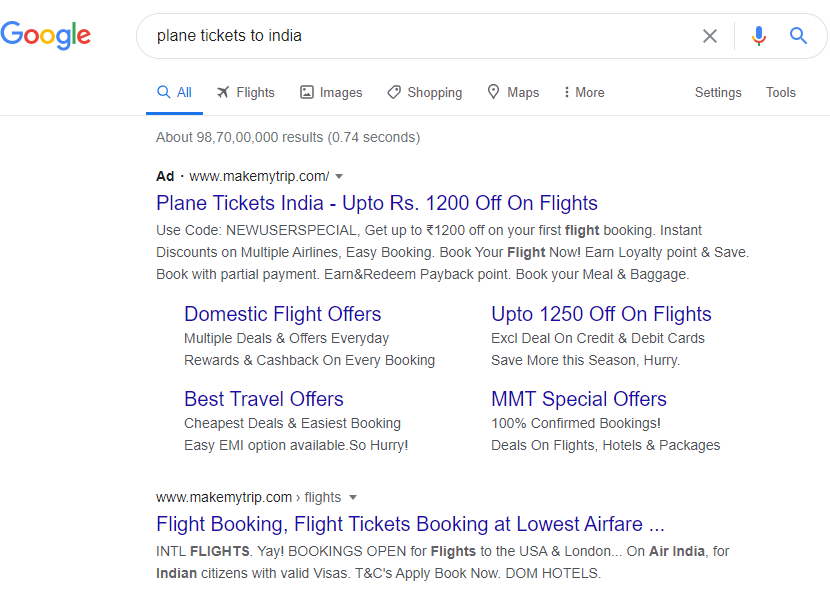 Google
plane tickets to india
All Flights Images Shopping Maps More Settings Tools
About 98,70,00,000 results (0.74 seconds)
Ad · www.makemytrip.com/
Plane Tickets India - Upto Rs. 1200 Off On Flights
Use Code: NEWUSERSPECIAL, Get up to ₹1200 off on your first flight booking. Instant
Discounts on Multiple Airlines, Easy Booking. Book Your Flight Now! Earn Loyalty point & Save.
Book with partial payment. Earn&Redeem Payback point. Book your Meal & Baggage.
Domestic Flight Offers
Multiple Deals & Offers Everyday
Rewards & Cashback On Every Booking
Upto 1250 Off On Flights
Excl Deal On Credit & Debit Cards
Save More this Season, Hurry.
Best Travel Offers
Cheapest Deals & Easiest Booking
Easy EMI option available.So Hurry!
MMT Special Offers
100% Confirmed Bookings!
Deals On Flights, Hotels & Packages
www.makemytrip.com › flights
Flight Booking, Flight Tickets Booking at Lowest Airfare ...
INTL FLIGHTS. Yay! BOOKINGS OPEN for Flights to the USA & London... On Air India, for
Indian citizens with valid Visas. T&C's Apply Book Now. DOM HOTELS.